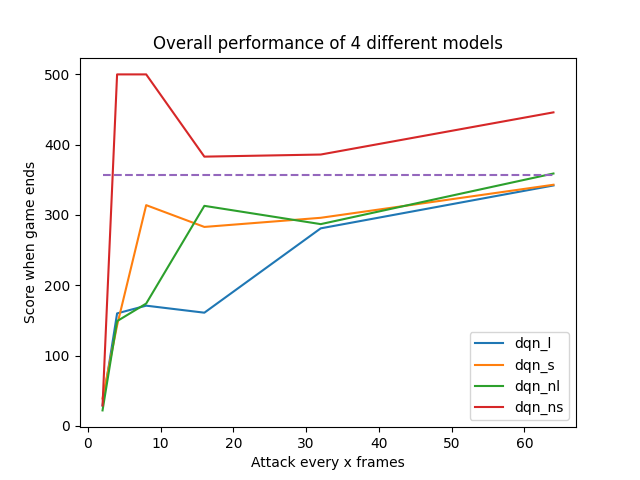 Overall performance of 4 different models
Score when game ends
500
400
300
200
100
0
0 10 20 30 40 50 60
Attack every x frames
dqn_l
dqn_s
dqn_nl
dqn_ns